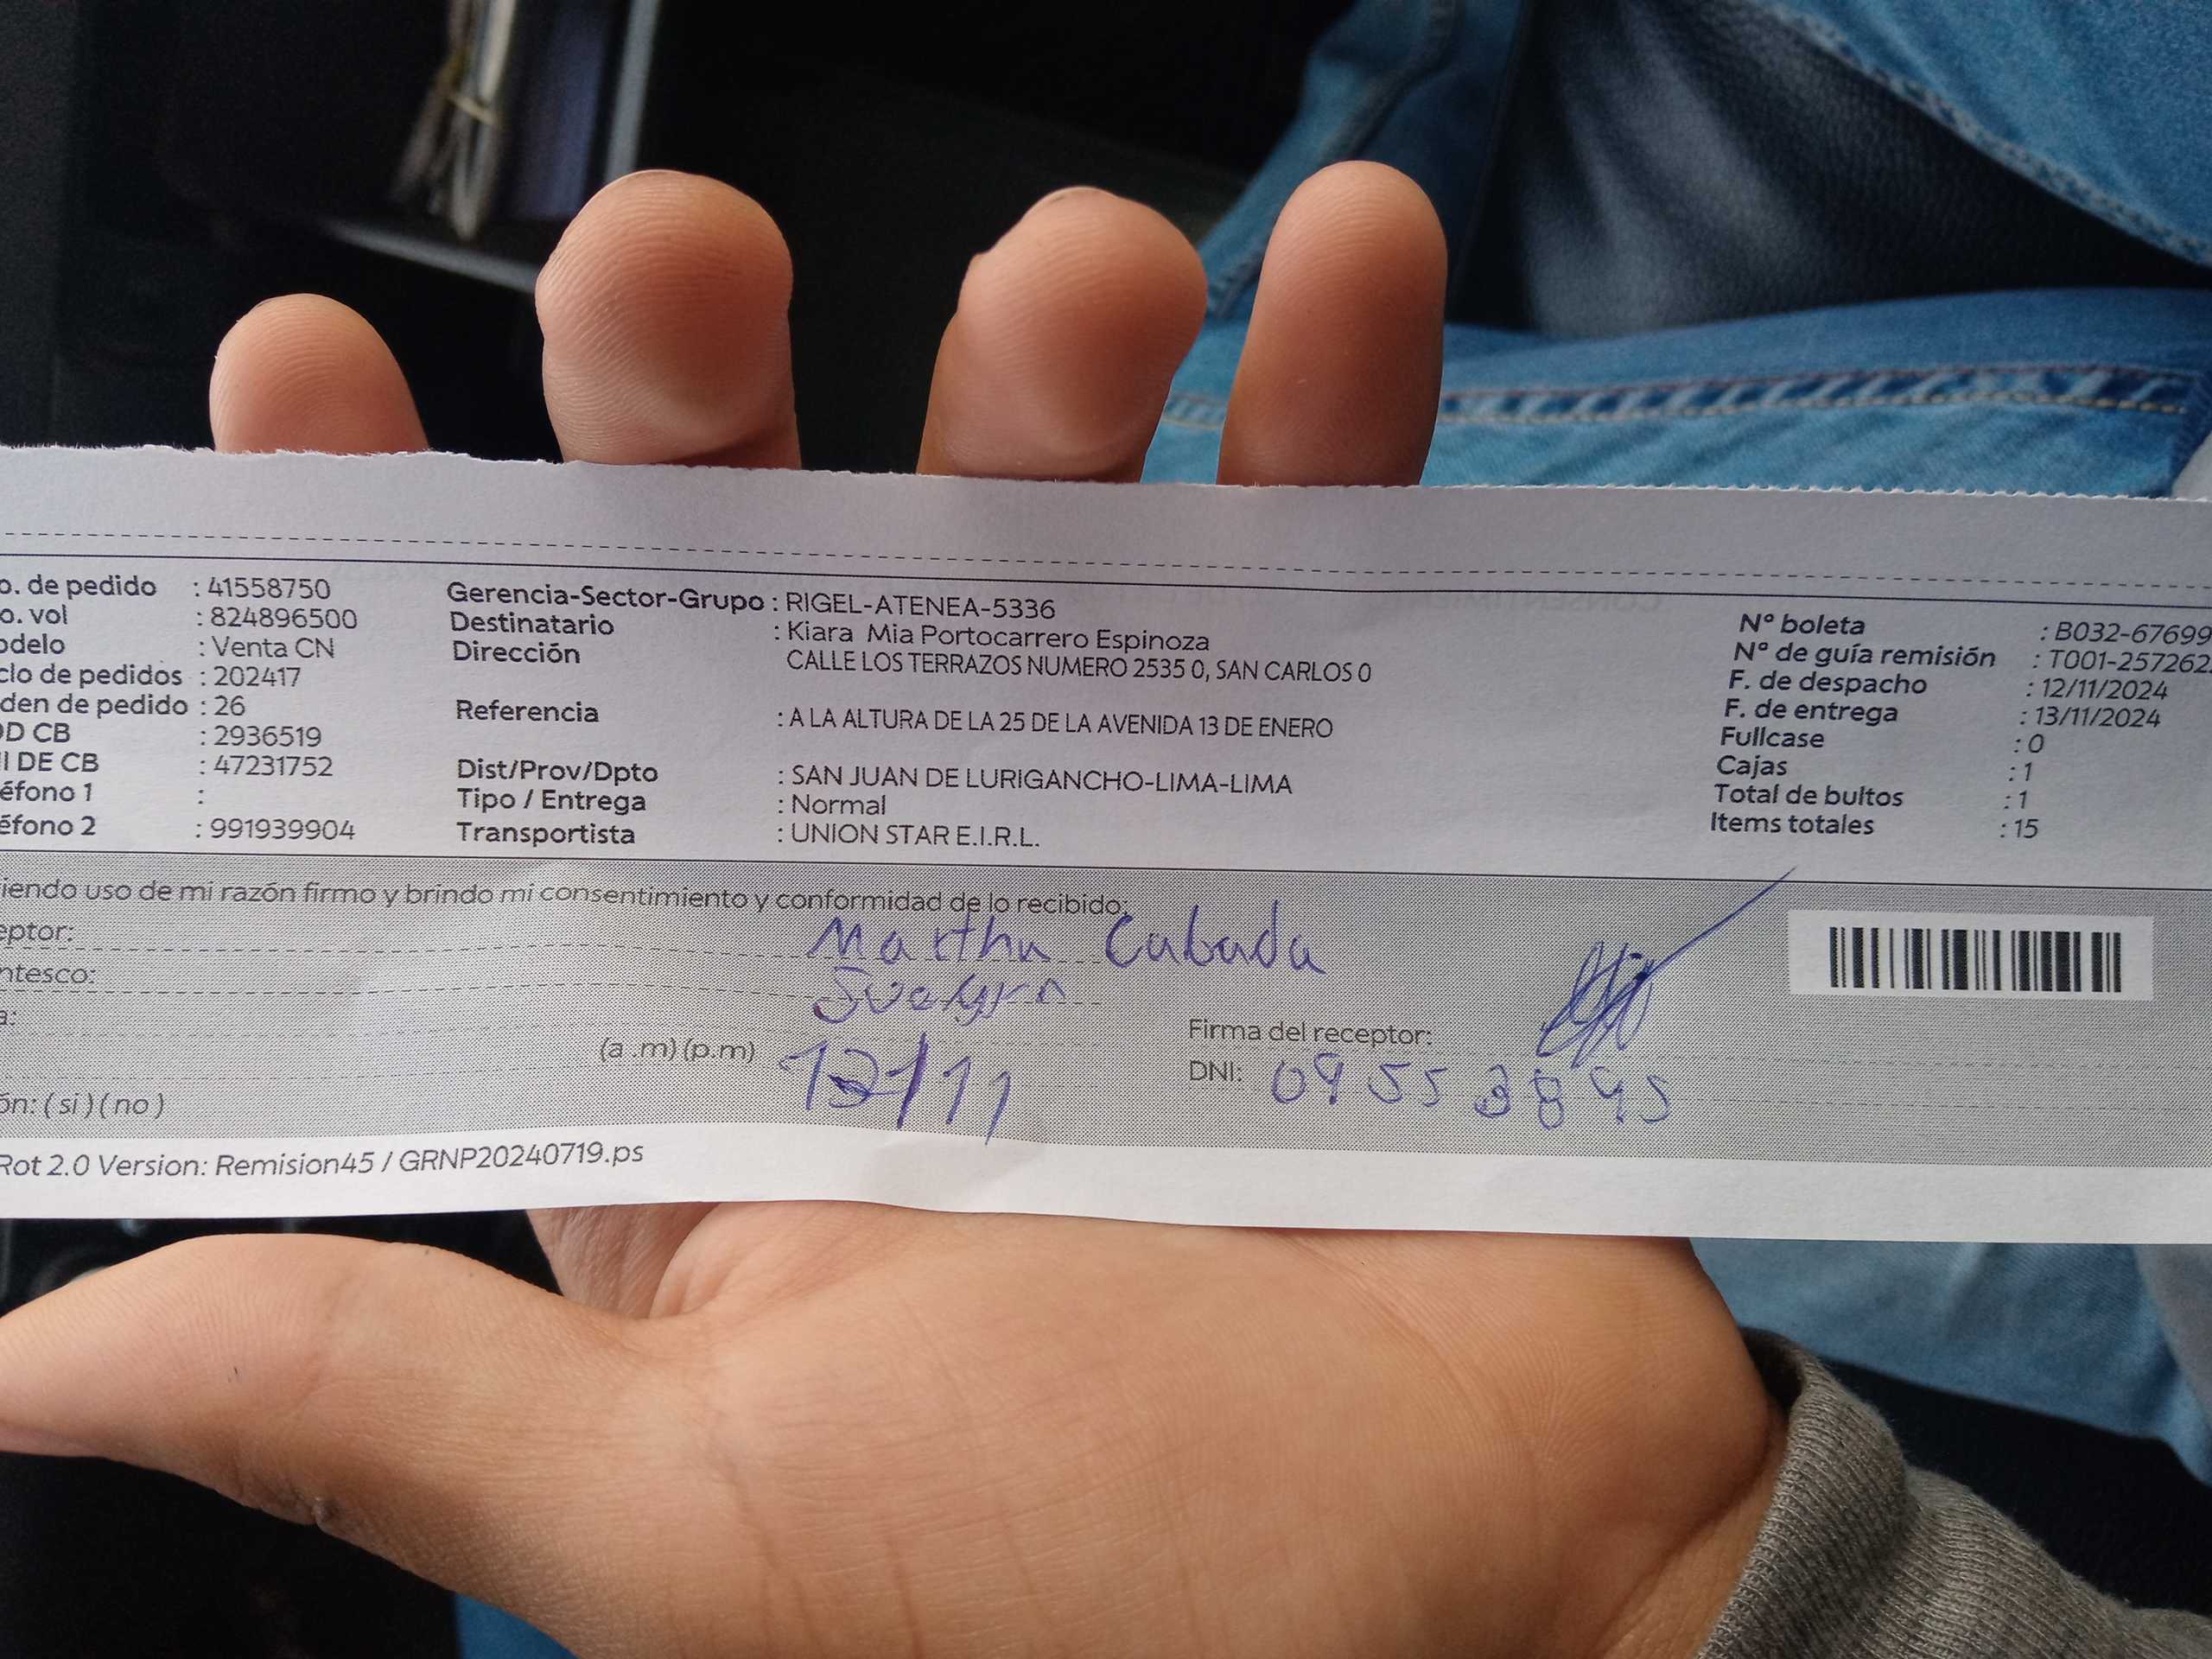 o. de pedido : 41558750
o. vol : 824896500
odelo : Venta CN
clo de pedidos : 202417
den de pedido : 26
OD CB : 2936519
I DE CB : 47231752
éfono 1 :
éfono 2 : 991939904
Gerencia-Sector-Grupo : RIGEL-ATENEA-5336
Destinatario : Kiara Mia Portocarrero Espinoza
Dirección CALLE LOS TERRAZOS NUMERO 2535 0, SAN CARLOS 0
Referencia : A LA ALTURA DE LA 25 DE LA AVENIDA 13 DE ENERO
Dist/Prov/Dpto : SAN JUAN DE LURIGANCHO-LIMA-LIMA
Tipo / Entrega : Normal
Transportista : UNION STAR E.I.R.L.
Nº boleta : B032-67699
Nº de guía remisión : T001-257262
F. de despacho : 12/11/2024
F. de entrega : 13/11/2024
Fullcase : 0
Cajas : 1
Total de bultos : 1
Items totales : 15
iendo uso de mi razón firmo y brindo mi consentimiento y conformidad de lo recibido:
eptor: Martha Cabada
ntesco:
a:
(a .m) (p.m) 12/11
Firma del receptor:
DNI: 09553895
ón: ( si ) ( no )
Rot 2.0 Version: Remision45 / GRNP20240719.ps